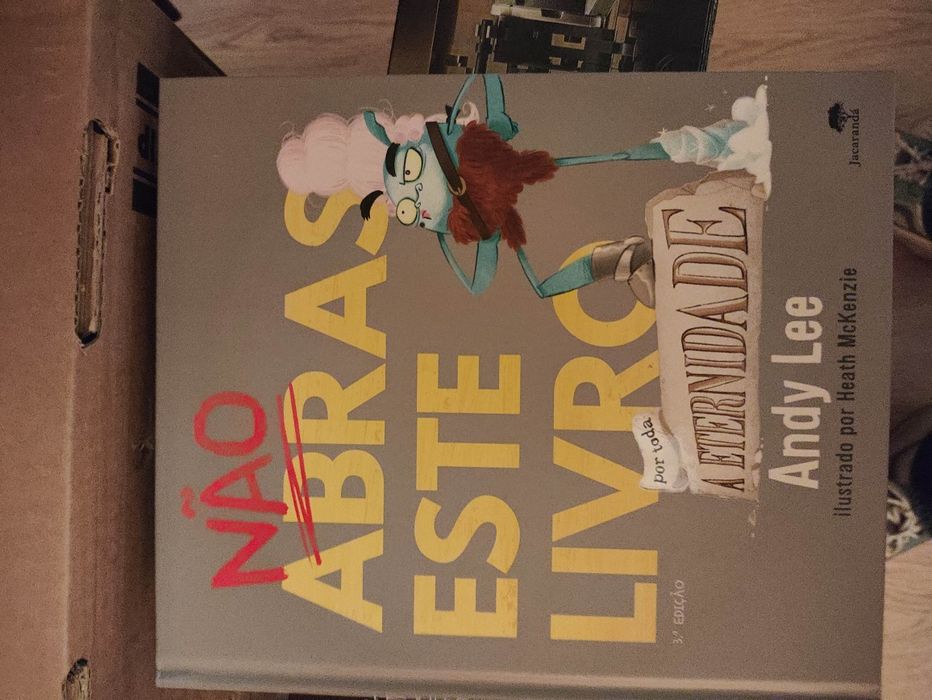 NÃO
ABRAS
ESTE
LIVRO
por toda
A ETERNIDADE
3.ª EDIÇÃO
Andy Lee
ilustrado por Heath McKenzie
Jacarandá